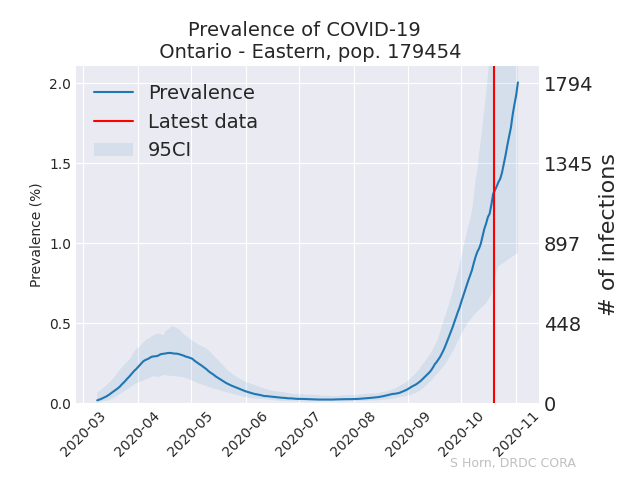 Prevalence of COVID-19
Ontario - Eastern, pop. 179454
Prevalence
Latest data
95CI
2.0
1.5
1.0
0.5
0.0
Prevalence (%)
1794
1345
897
448
0
# of infections
2020-03
2020-04
2020-05
2020-06
2020-07
2020-08
2020-09
2020-10
2020-11
S Horn, DRDC CORA